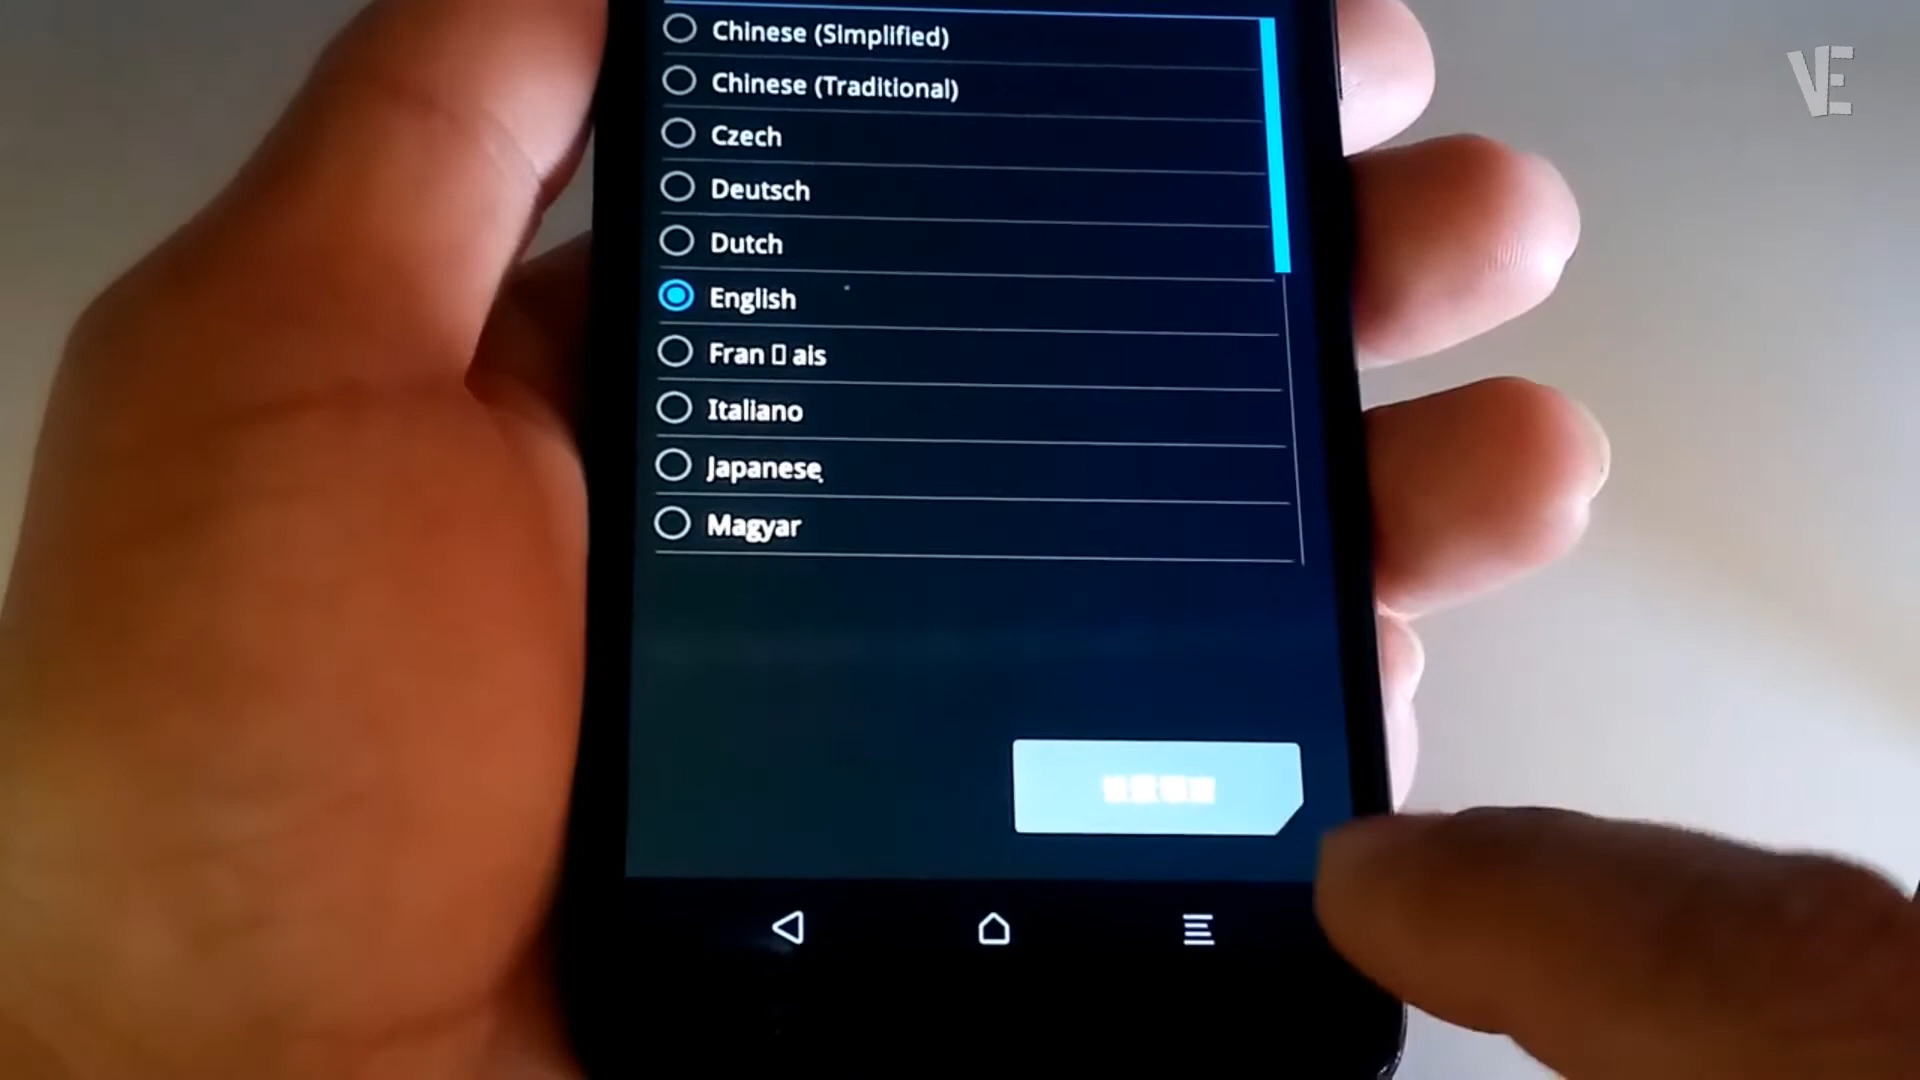 Chinese (Simplified)
Chinese (Traditional)
Czech
Deutsch
Dutch
English
Fran▯ais
Italiano
Japanese
Magyar
VE